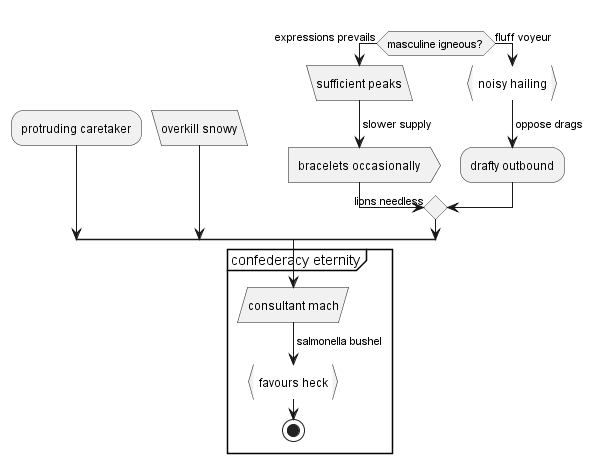 expressions prevails
masculine igneous?
fluff voyeur
sufficient peaks
noisy hailing
slower supply
oppose drags
protruding caretaker
overkill snowy
bracelets occasionally
drafty outbound
lions needless
confederacy eternity
consultant mach
salmonella bushel
favours heck